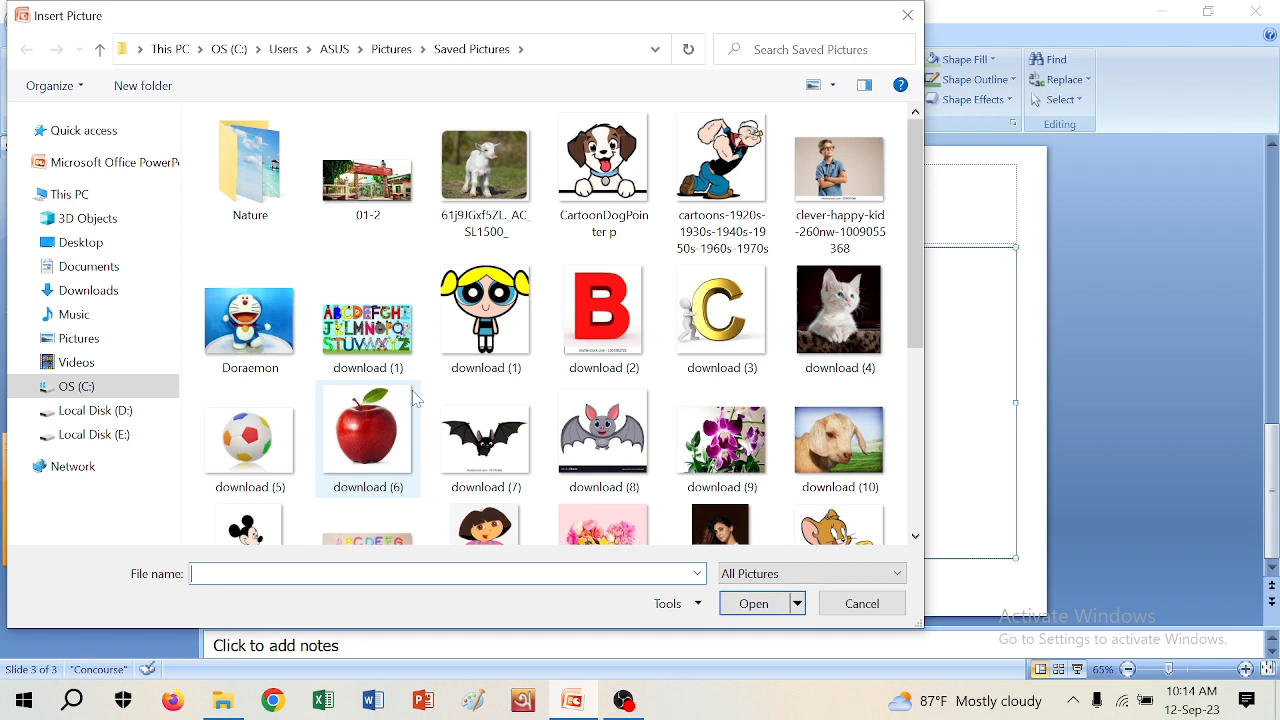 Insert Picture
This PC > OS (C:) > Users > ASUS > Pictures > Saved Pictures >
Search Saved Pictures
Organize
New folder
Quick access
Microsoft Office PowerP
This PC
3D Objects
Desktop
Documents
Downloads
Music
Pictures
Videos
OS (C:)
Local Disk (D:)
Local Disk (E:)
Network
Nature
01-2
61j9JGxf5ZL._AC_
SL1500_
CartoonDogPoin
ter p
cartoons-1920s-
1930s-1940s-19
50s-1960s-1970s
clever-happy-kid
-260nw-1009055
368
ABCDEFGHI
JKLMNOPQR
STUVWXYZ
B
C
Doraemon
download (1)
download (1)
download (2)
download (3)
download (4)
download (5)
download (6)
download (7)
download (8)
download (9)
download (10)
File name:
All Pictures
Tools
Open
Cancel
Shape Fill
Shape Outline
Shape Effects
Find
Replace
Select
Editing
Activate Windows
Go to Settings to activate Windows.
Click to add notes
Slide 3 of 3
"Concourse"
65%
87°F Mostly cloudy
10:14 AM
12-Sep-23